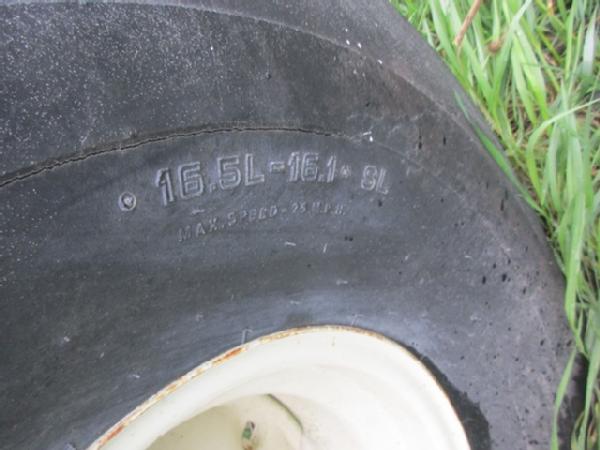 16.5L-16.1 SL
MAX. SPEED - 25 M.P.H.